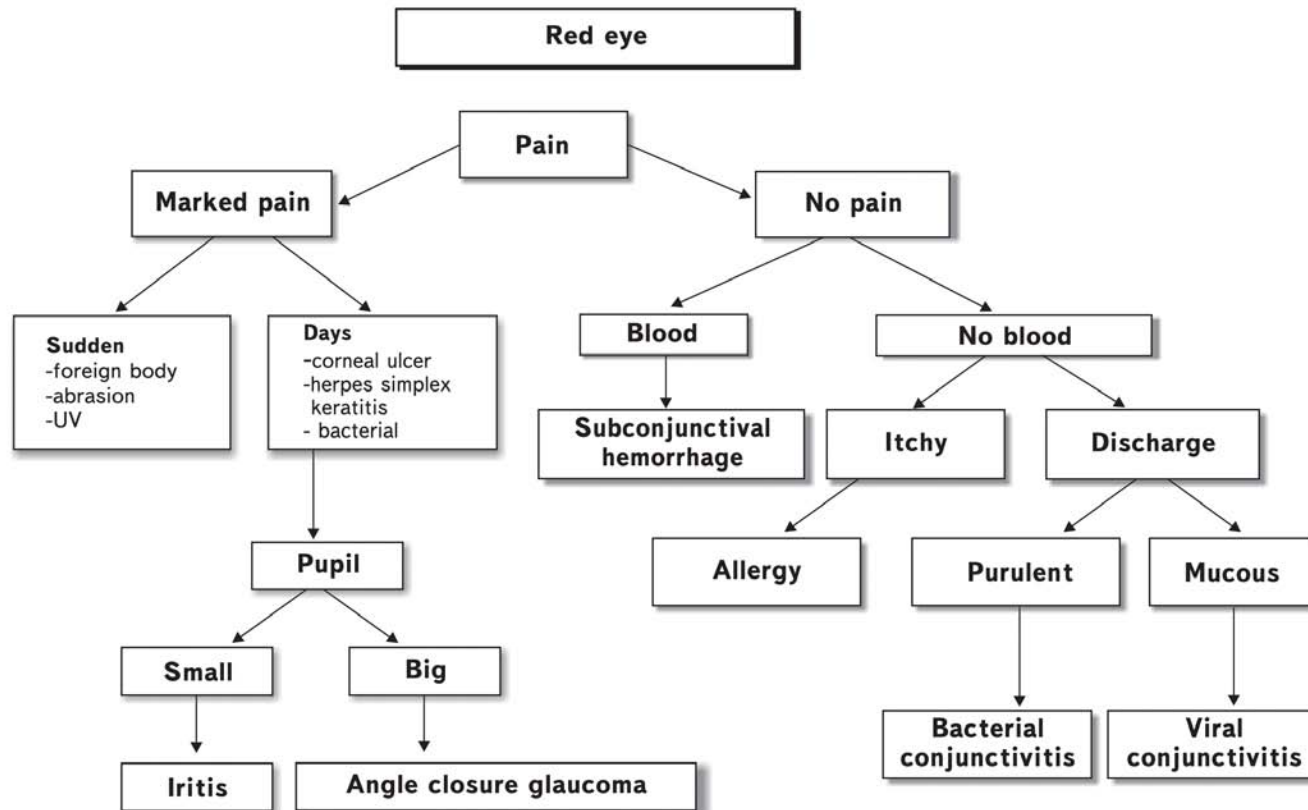 Red eye
Pain
Marked pain
No pain
Sudden
-foreign body
-abrasion
-UV
Days
-corneal ulcer
-herpes simplex
keratitis
- bacterial
Blood
No blood
Subconjunctival
hemorrhage
Itchy
Discharge
Pupil
Allergy
Purulent
Mucous
Small
Big
Bacterial
conjunctivitis
Viral
conjunctivitis
Iritis
Angle closure glaucoma